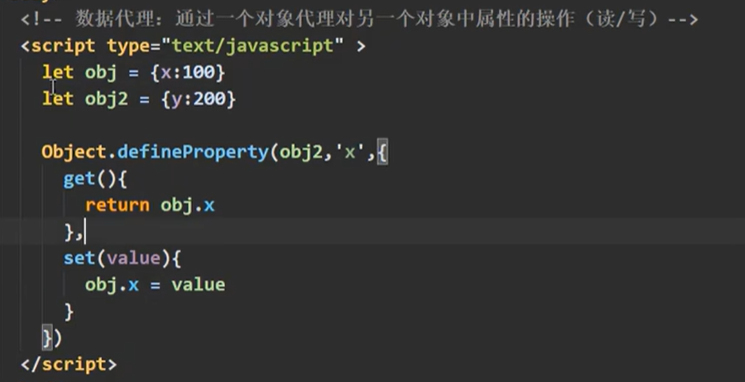 <!-- 数据代理：通过一个对象代理对另一个对象中属性的操作（读/写）-->
<script type="text/javascript" >
let obj = {x:100}
let obj2 = {y:200}
Object.defineProperty(obj2,'x',{
get(){
return obj.x
},
set(value){
obj.x = value
}
})
</script>